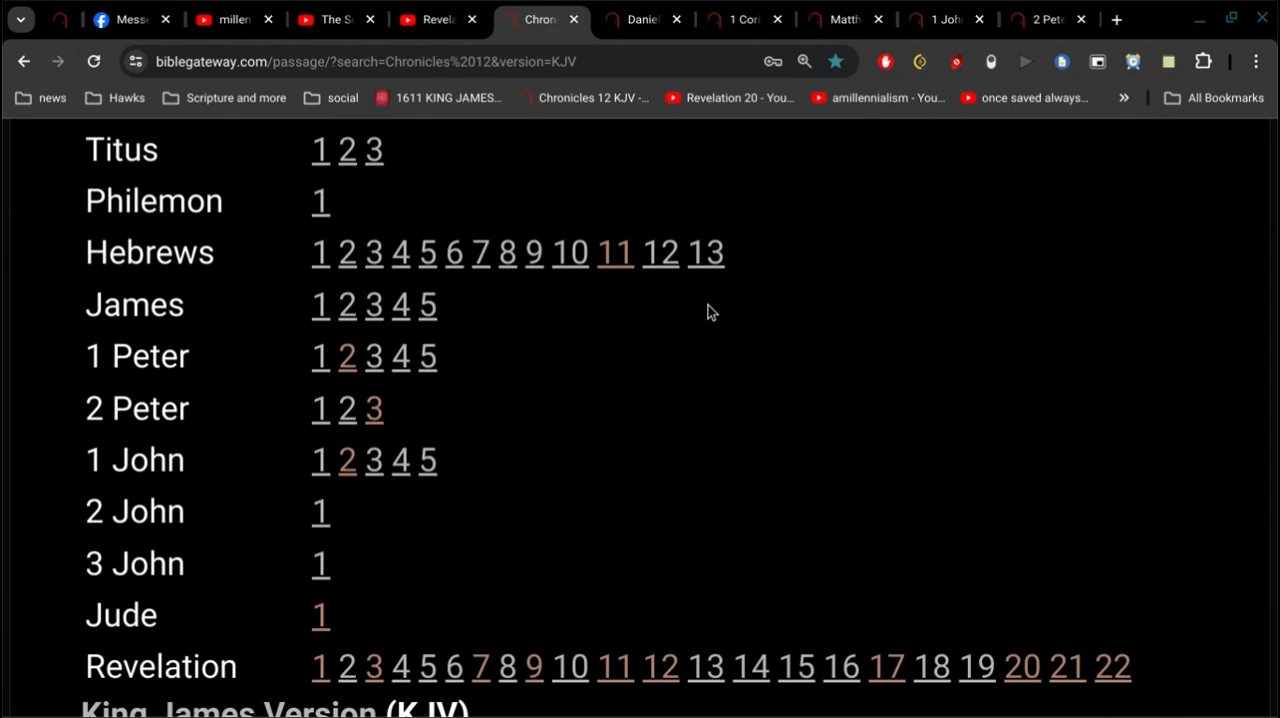 Mess millen The S Revela Chron Daniel 1 Cori Matth 1 Joh 2 Pete
biblegateway.com/passage/?search=Chronicles%2012&version=KJV
news Hawks Scripture and more social 1611 KING JAMES... Chronicles 12 KJV -... Revelation 20 - You... amillennialism - You... once saved always... » All Bookmarks
Titus 1 2 3
Philemon 1
Hebrews 1 2 3 4 5 6 7 8 9 10 11 12 13
James 1 2 3 4 5
1 Peter 1 2 3 4 5
2 Peter 1 2 3
1 John 1 2 3 4 5
2 John 1
3 John 1
Jude 1
Revelation 1 2 3 4 5 6 7 8 9 10 11 12 13 14 15 16 17 18 19 20 21 22
King James Version (KJV)